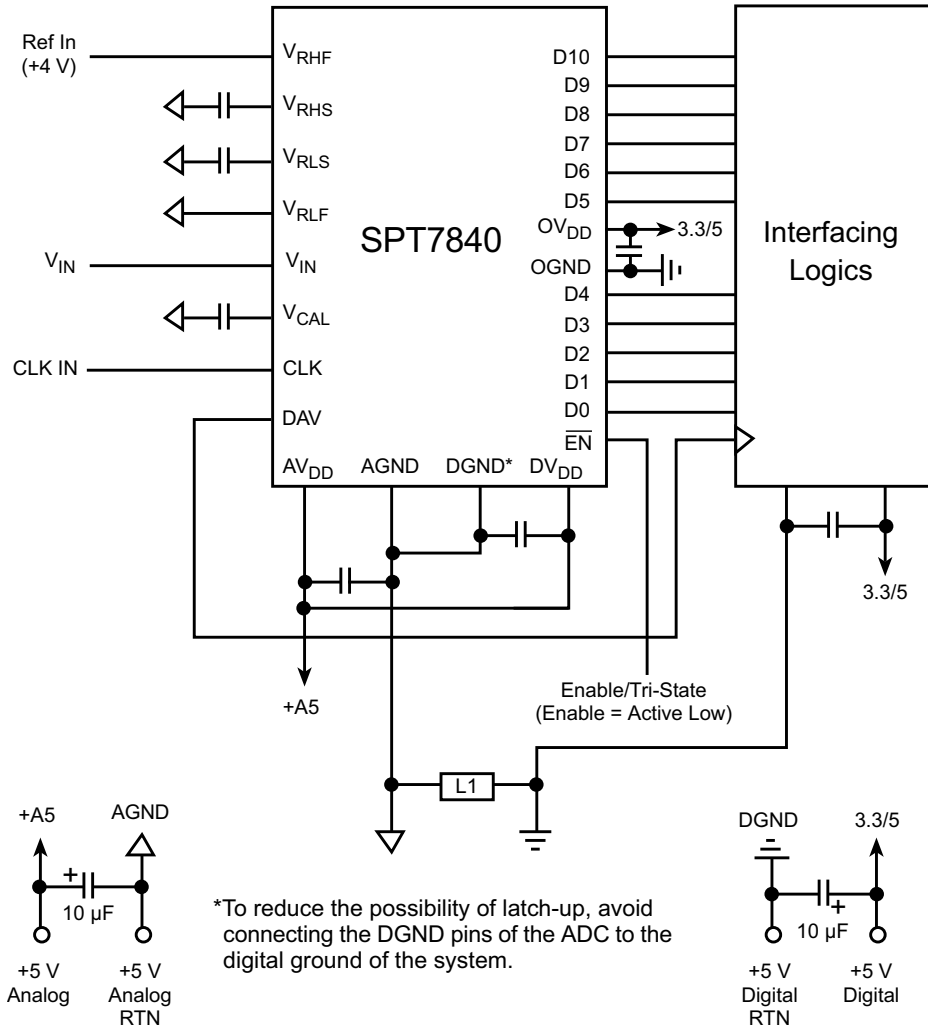 Ref In
(+4 V)
VRHF
VRHS
VRLS
VRLF
VIN
VIN
VCAL
CLK IN
CLK
DAV
SPT7840
D10
D9
D8
D7
D6
D5
OVDD
3.3/5
OGND
D4
D3
D2
D1
D0
EN
Interfacing
Logics
AVDD
AGND
DGND*
DVDD
3.3/5
+A5
Enable/Tri-State
(Enable = Active Low)
L1
+A5
AGND
+
10 µF
+5 V
Analog
+5 V
Analog
RTN
*To reduce the possibility of latch-up, avoid
connecting the DGND pins of the ADC to the
digital ground of the system.
DGND
3.3/5
10 µF
+
+5 V
Digital
RTN
+5 V
Digital